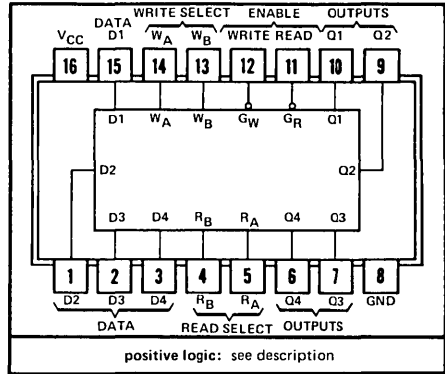 WRITE SELECT ENABLE OUTPUTS
DATA
VCC D1 WA WB WRITE READ Q1 Q2
16 15 14 13 12 11 10 9
D1 WA WB GW GR Q1
D2 Q2
D3 D4 RB RA Q4 Q3
1 2 3 4 5 6 7 8
D2 D3 D4 RB RA Q4 Q3 GND
DATA READ SELECT OUTPUTS
positive logic: see description